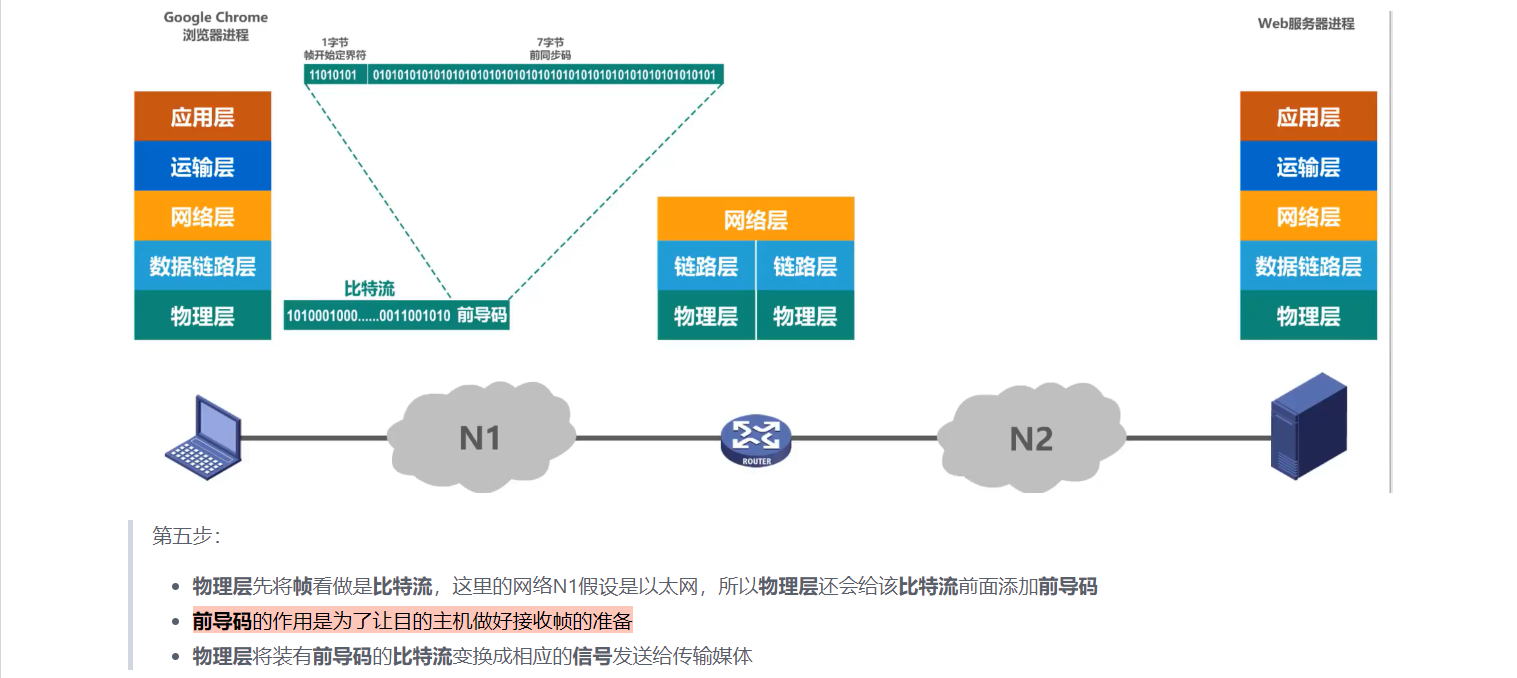 Google Chrome
浏览器进程
Web服务器进程
1字节
帧开始定界符
7字节
前同步码
11010101
01010101010101010101010101010101010101010101010101010101
应用层
运输层
网络层
数据链路层
物理层
比特流
1010001000......0011001010 前导码
网络层
链路层 链路层
物理层 物理层
应用层
运输层
网络层
数据链路层
物理层
N1
ROUTER
N2
第五步:
• 物理层先将帧看做是比特流，这里的网络N1假设是以太网，所以物理层还会给该比特流前面添加前导码
• 前导码的作用是为了让目的主机做好接收帧的准备
• 物理层将装有前导码的比特流变换成相应的信号发送给传输媒体